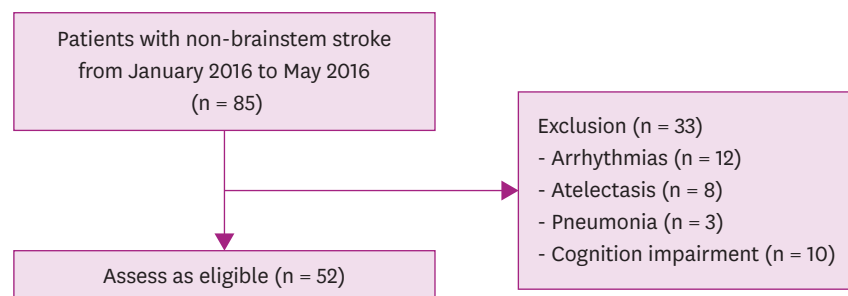 Patients with non-brainstem stroke
from January 2016 to May 2016
(n = 85)
Exclusion (n = 33)
- Arrhythmias (n = 12)
- Atelectasis (n = 8)
- Pneumonia (n = 3)
- Cognition impairment (n = 10)
Assess as eligible (n = 52)